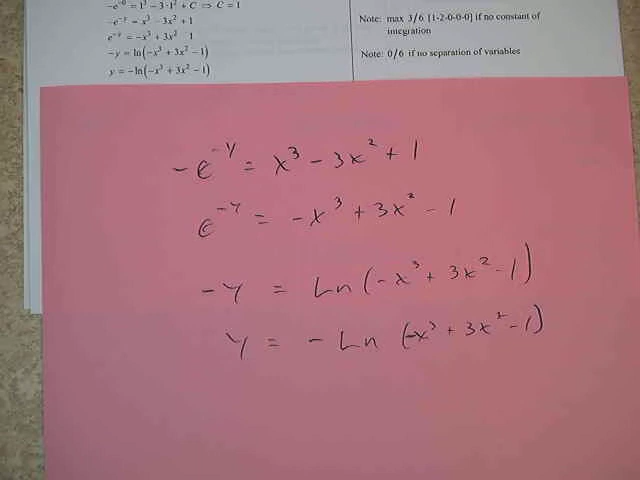 -e⁻⁰ = 1³ - 3·1² + C ⇒ C = 1
-e⁻ʸ = x³ - 3x² + 1
e⁻ʸ = -x³ + 3x² - 1
-y = ln(-x³ + 3x² - 1)
y = -ln(-x³ + 3x² - 1)
Note: max 3/6 [1-2-0-0-0] if no constant of
integration
Note: 0/6 if no separation of variables
-e⁻ʸ = x³ - 3x² + 1
e⁻ʸ = -x³ + 3x² - 1
-y = Ln(-x³ + 3x² - 1)
y = -Ln(-x³ + 3x² - 1)